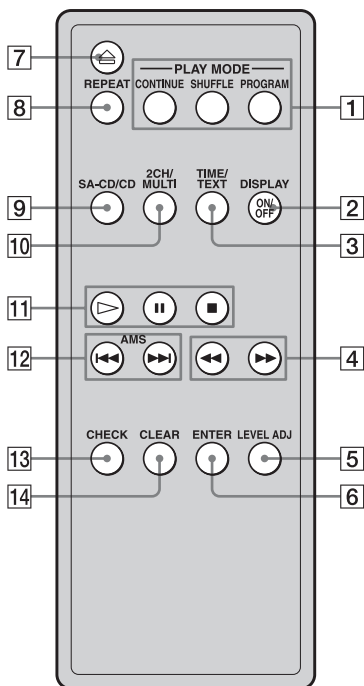 7
PLAY MODE
REPEAT CONTINUE SHUFFLE PROGRAM
8 1
SA-CD/CD 2CH/ MULTI TIME/ TEXT DISPLAY
9 ON/ OFF 2
10 3
11
AMS
12 4
CHECK CLEAR ENTER LEVEL ADJ
13 5
14 6